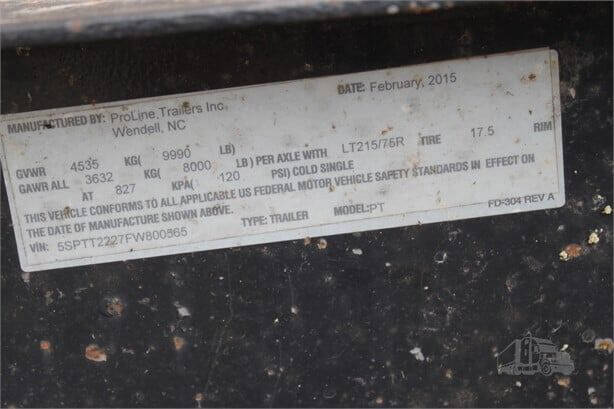 MANUFACTURED BY: ProLine Trailers Inc. DATE: February, 2015
Wendell, NC
GVWR 4535 KG( 9990 LB)
GAWR ALL 3632 KG( 8000 LB) PER AXLE WITH LT215/75R TIRE 17.5 RIM
AT 827 KPA( 120 PSI) COLD SINGLE
THIS VEHICLE CONFORMS TO ALL APPLICABLE US FEDERAL MOTOR VEHICLE SAFETY STANDARDS IN EFFECT ON
THE DATE OF MANUFACTURE SHOWN ABOVE.
VIN: 5SPTT2227FW800565 TYPE: TRAILER MODEL:PT FD-304 REV A